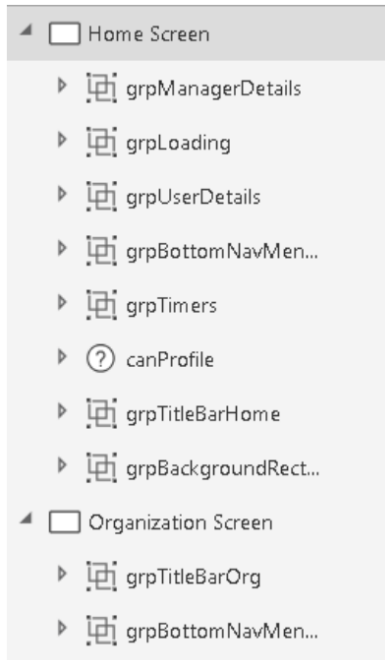 Home Screen
grpManagerDetails
grpLoading
grpUserDetails
grpBottomNavMen...
grpTimers
canProfile
grpTitleBarHome
grpBackgroundRect...
Organization Screen
grpTitleBarOrg
grpBottomNavMen...